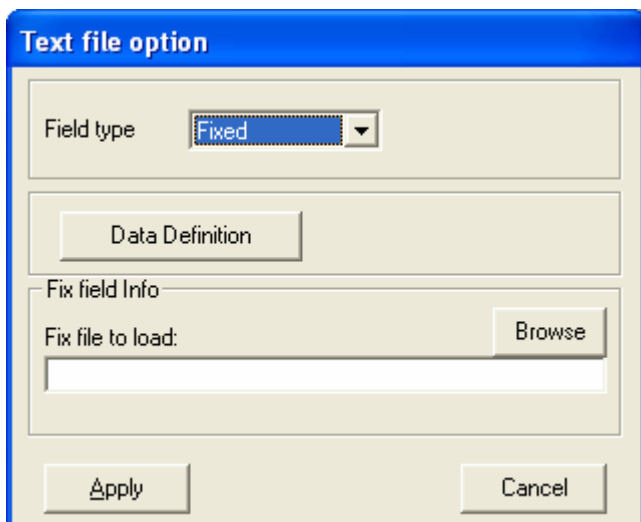 Text file option
Field type Fixed
Data Definition
Fix field Info
Fix file to load: Browse
Apply Cancel